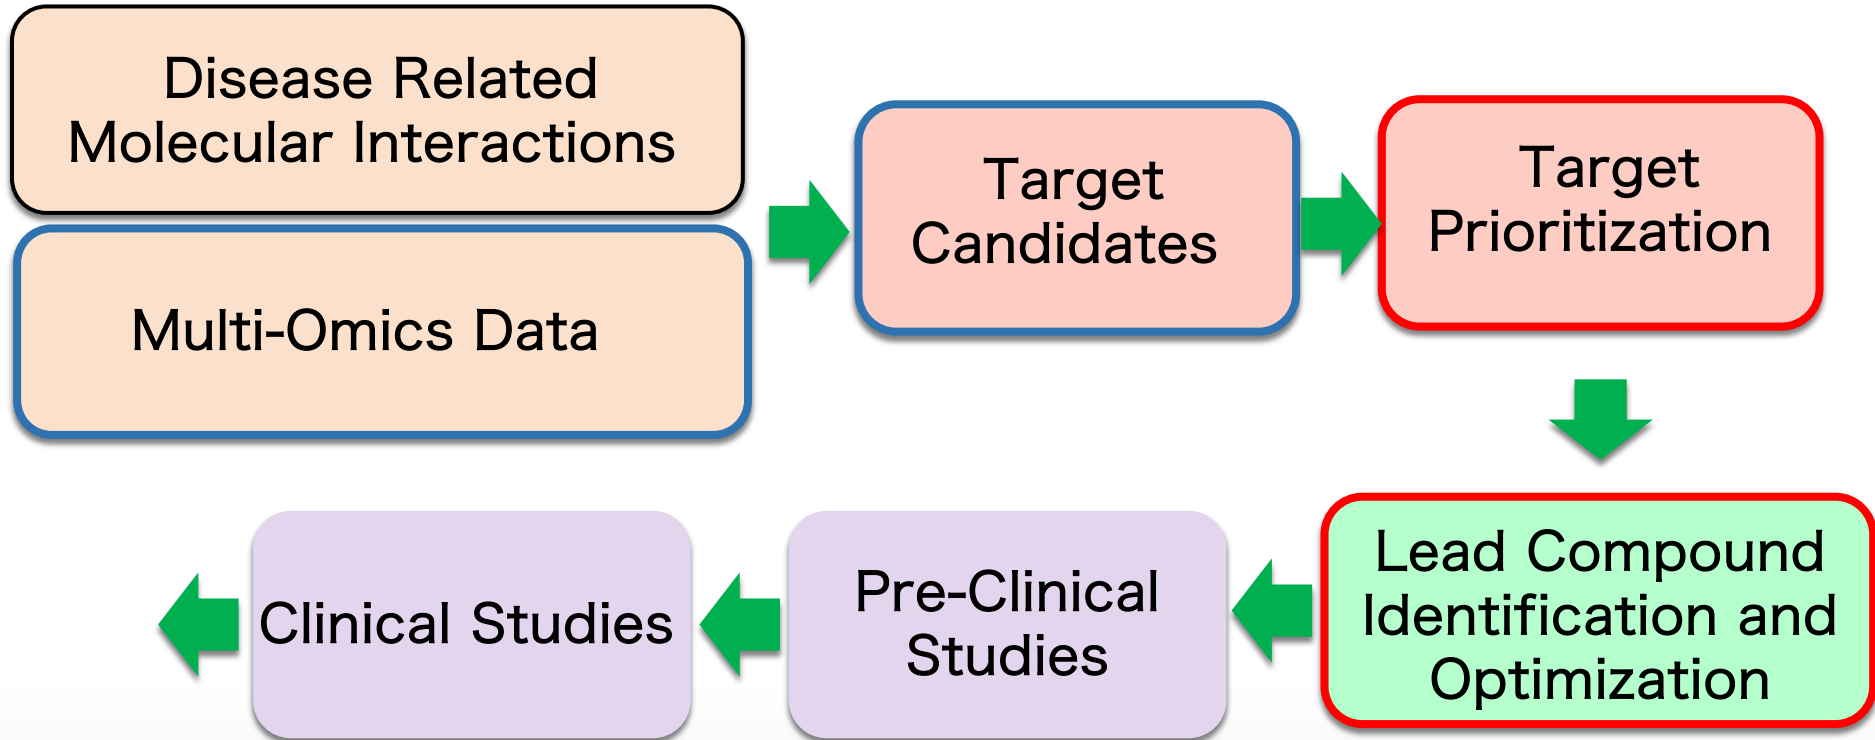 Disease Related
Molecular Interactions
Multi-Omics Data
Target
Candidates
Target
Prioritization
Lead Compound
Identification and
Optimization
Pre-Clinical
Studies
Clinical Studies